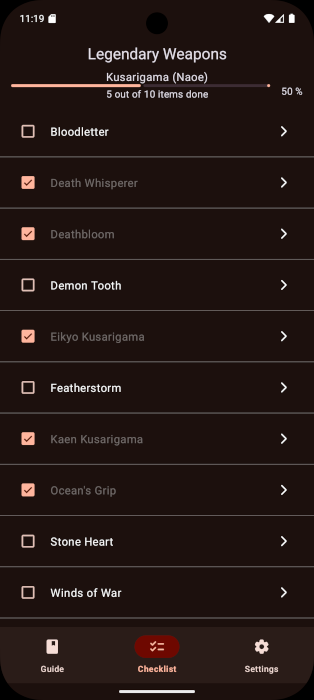 11:19
Legendary Weapons
Kusarigama (Naoe)
5 out of 10 items done
50 %
Bloodletter
Death Whisperer
Deathbloom
Demon Tooth
Eikyo Kusarigama
Featherstorm
Kaen Kusarigama
Ocean's Grip
Stone Heart
Winds of War
Guide
Checklist
Settings